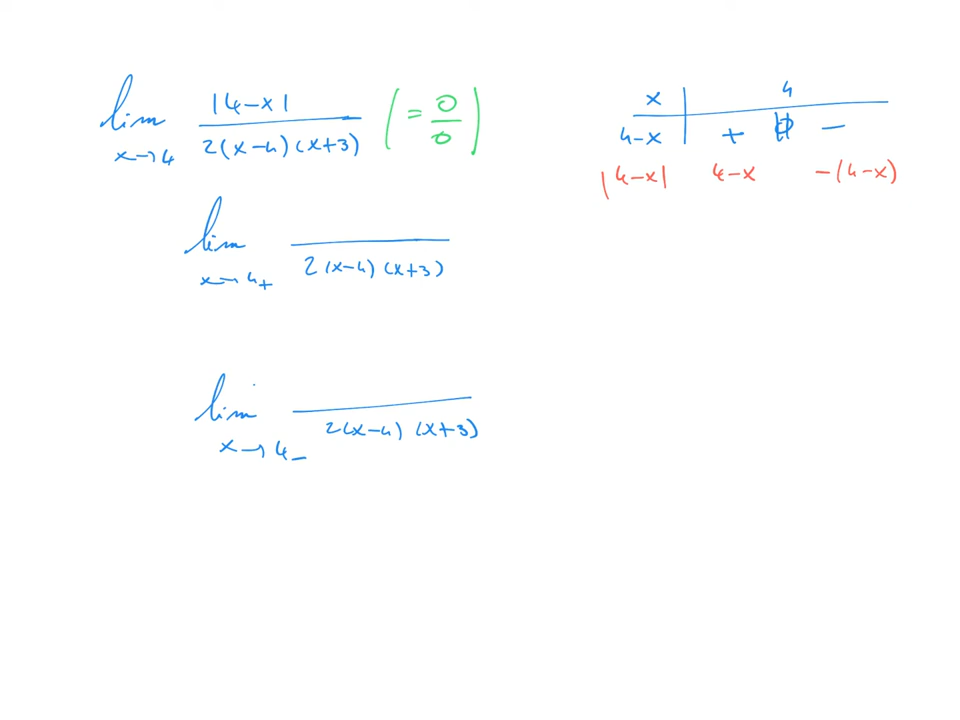 lim x→4 |4-x| / 2(x-4)(x+3) (= 0/0)
lim x→4+ / 2(x-4)(x+3)
lim x→4- / 2(x-4)(x+3)
x | 4
4-x | + 0 -
|4-x| 4-x -(4-x)